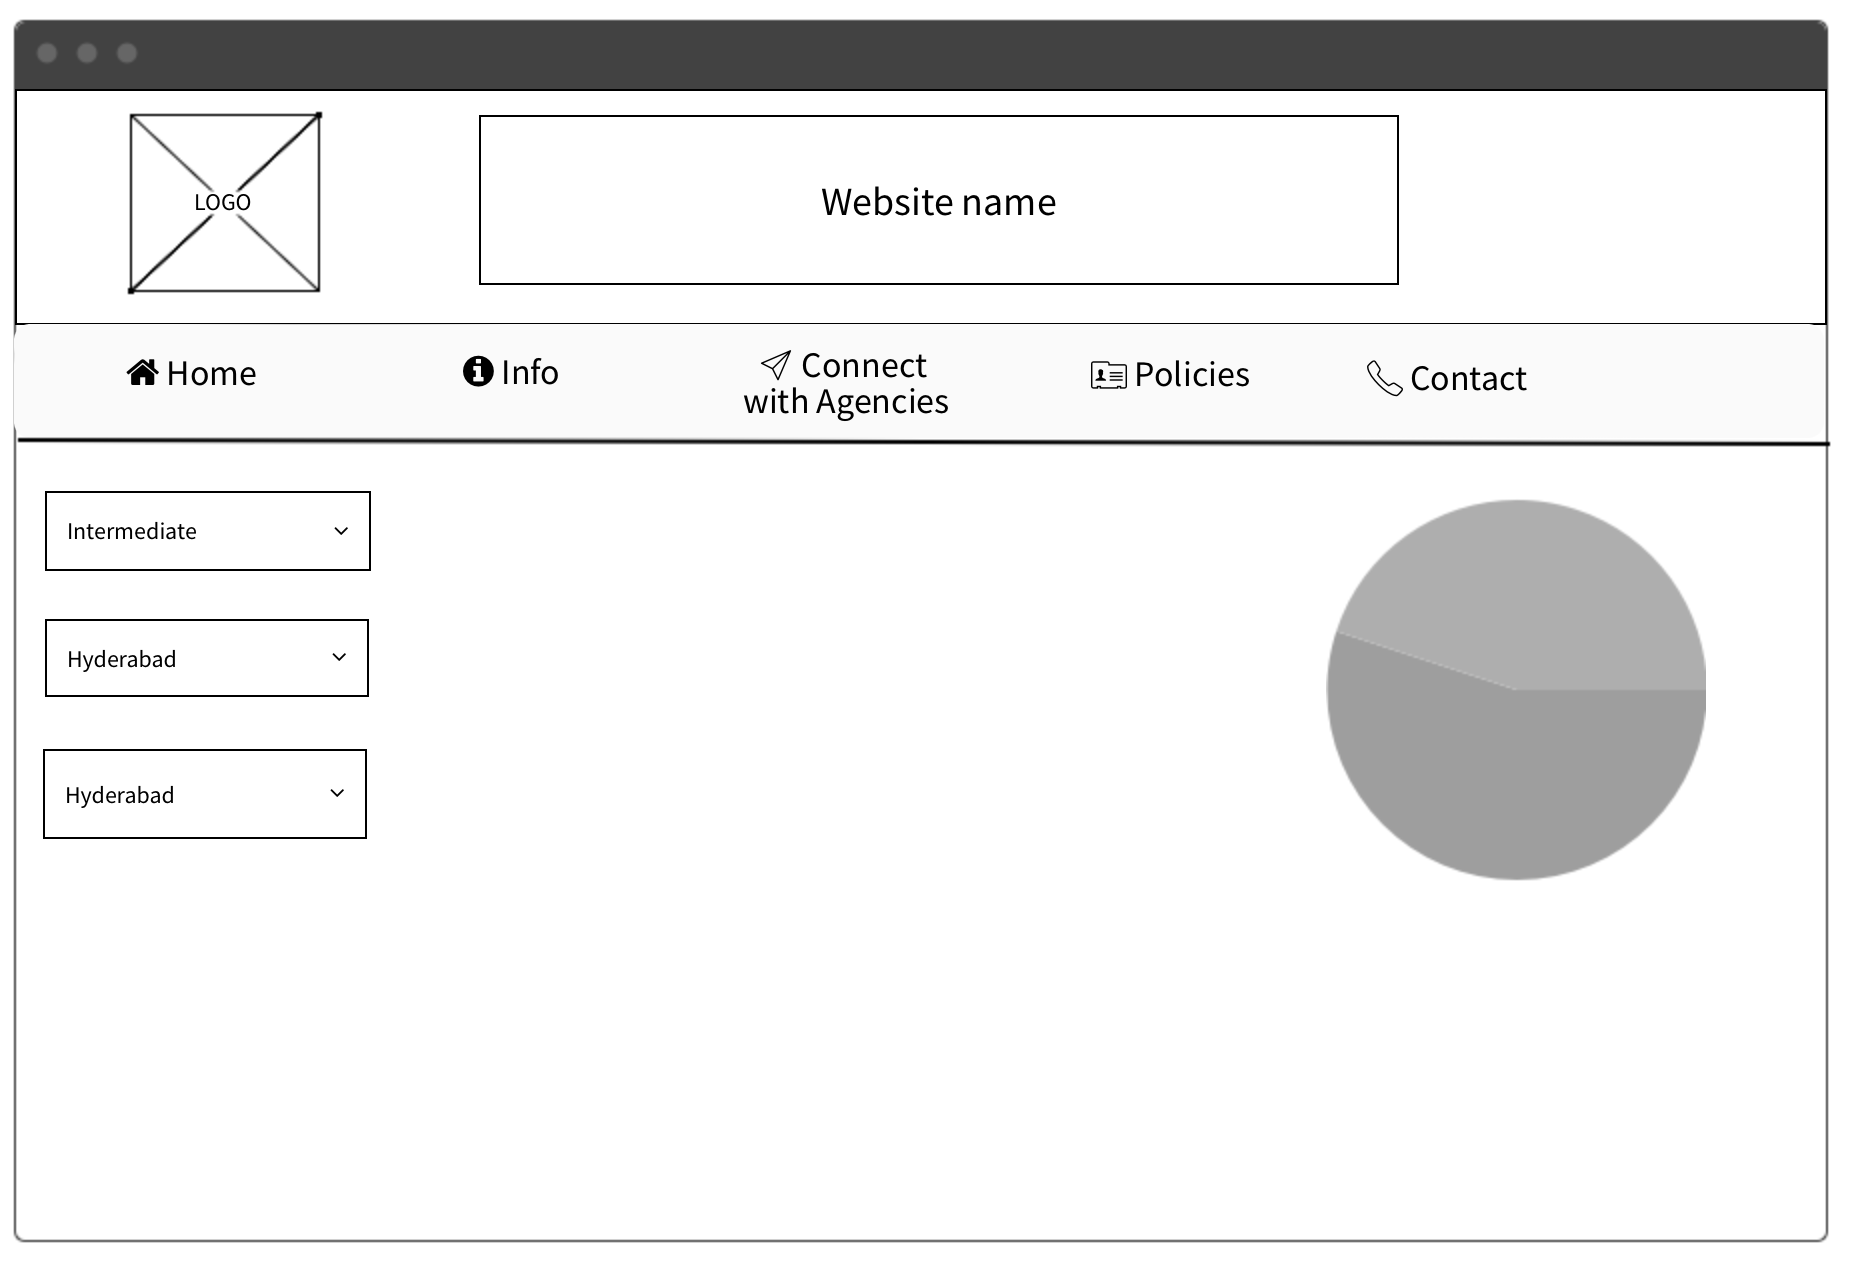 LOGO
Website name
Home
Info
Connect
with Agencies
Policies
Contact
Intermediate
Hyderabad
Hyderabad